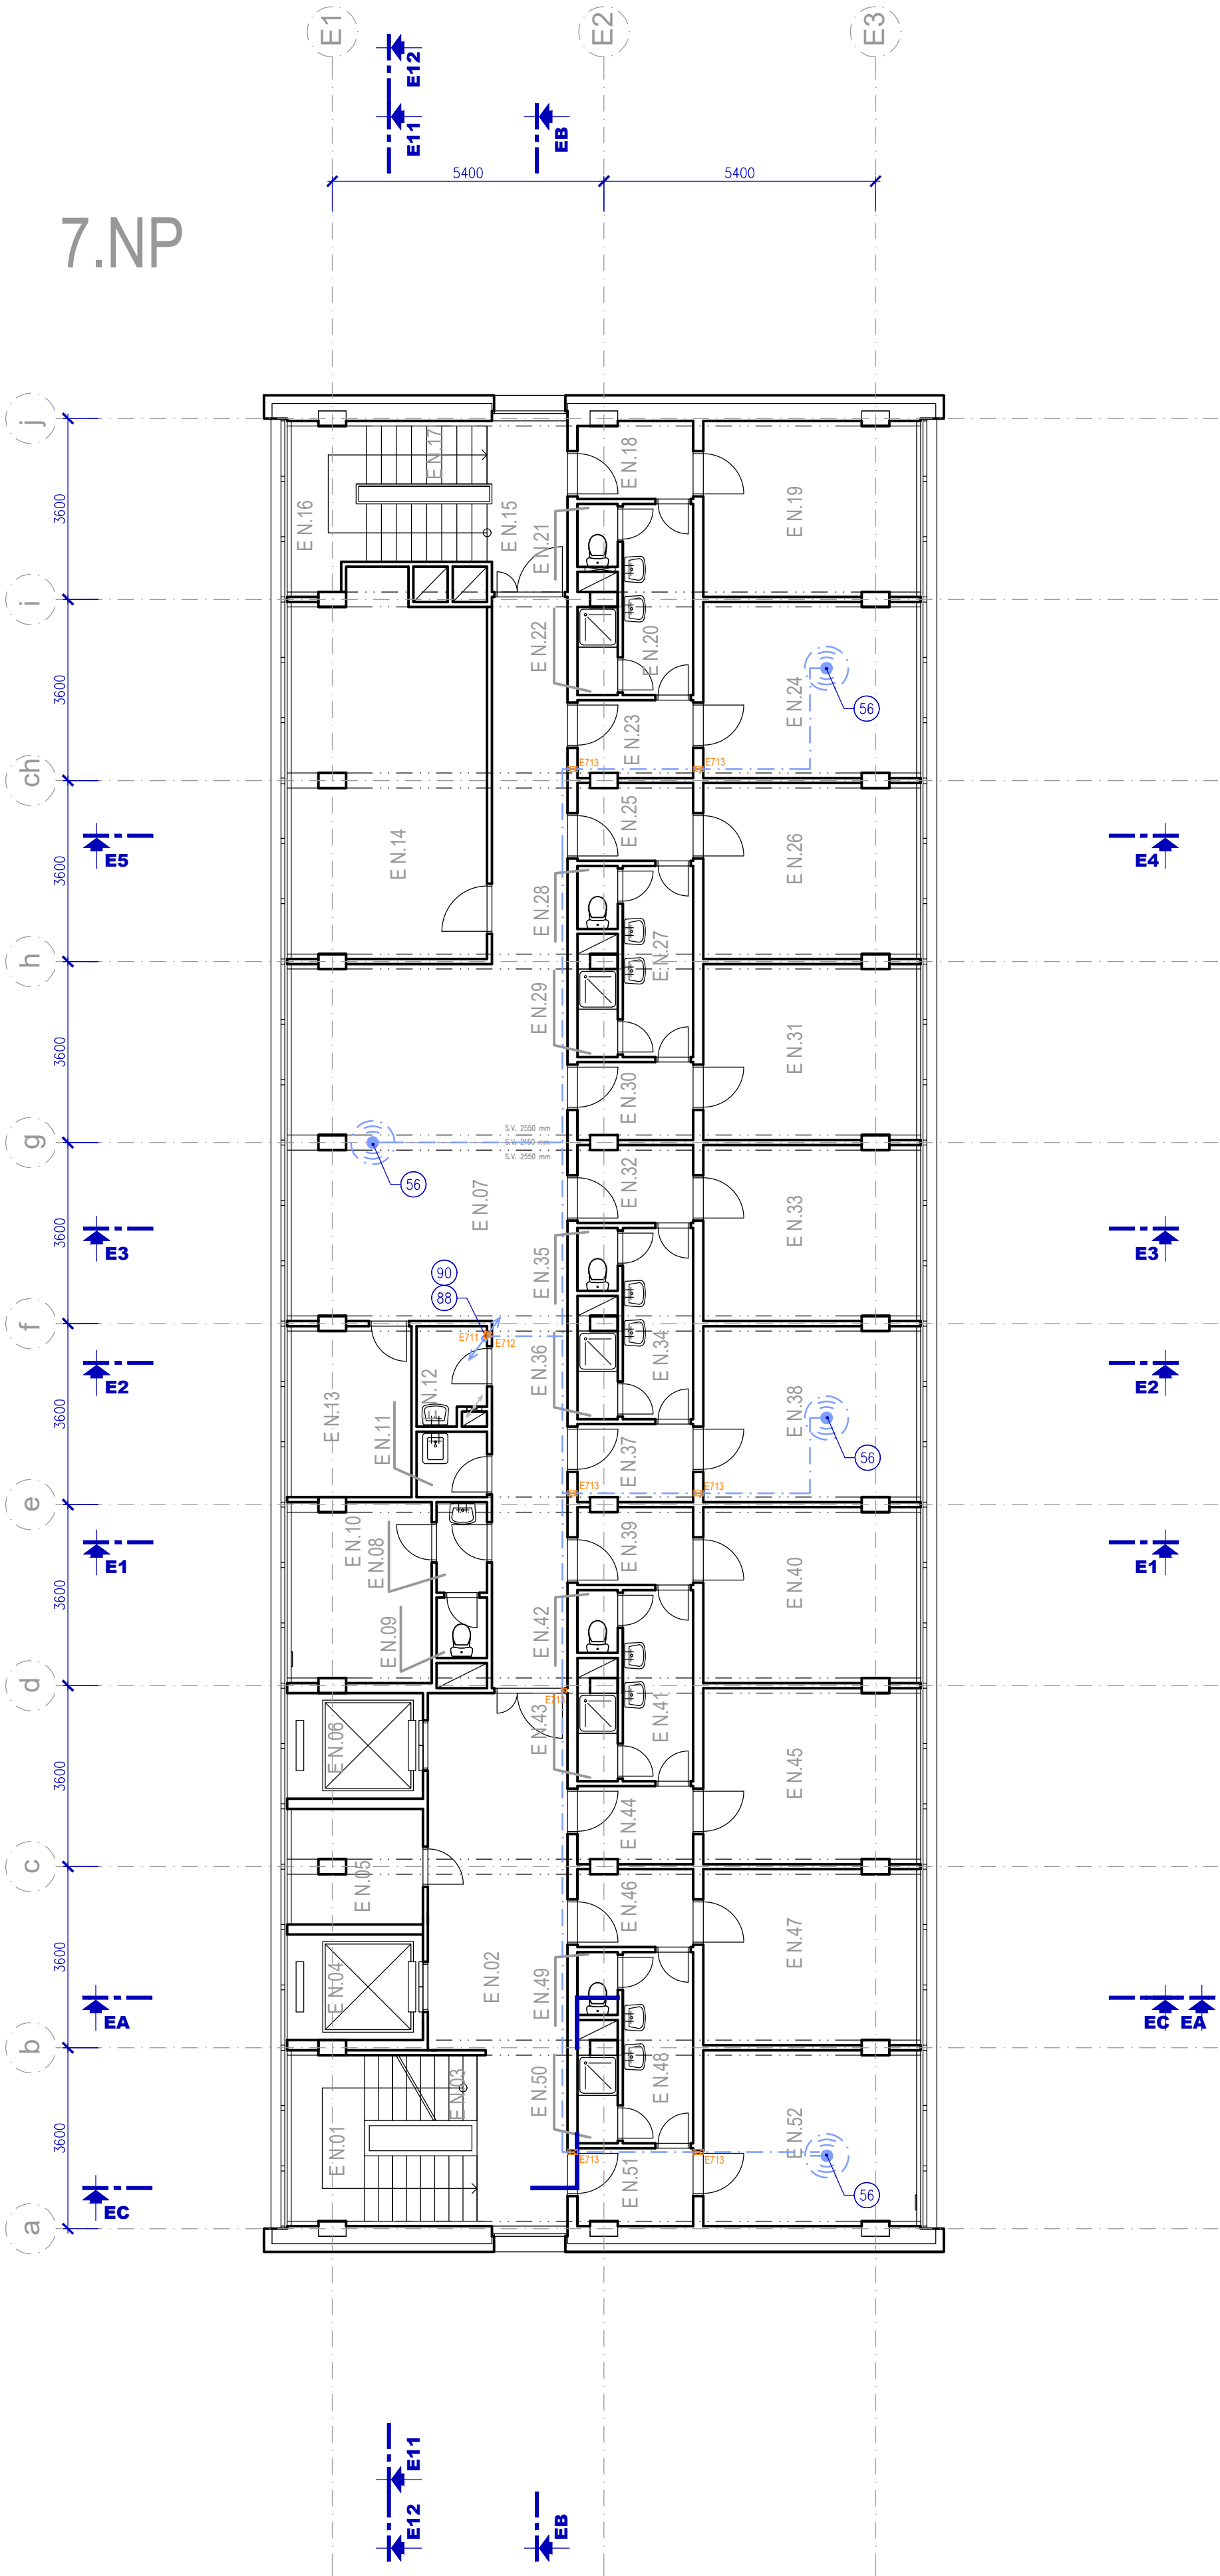 E1
E2
E3
E12
E11
EB
5400
5400
7.NP
j
3600
E N.16
E N.17
E N.15
E N.18
E N.19
E N.21
i
3600
E N.22
E N.20
E N.23
E N.24
56
ch
E713
E713
E5
3600
E N.14
E N.25
E N.26
E4
E N.28
E N.27
h
3600
E N.29
E N.30
E N.31
g
S.V. 2550 mm
S.V. 2150 mm
S.V. 2550 mm
56
3600
E N.07
E N.32
E N.33
E3
E3
E N.35
90
88
f
E711
E712
E2
E2
3600
E N.13
E N.12
E N.11
E N.36
E N.34
E N.37
E N.38
56
E713
E713
e
E1
E1
3600
E N.10
E N.08
E N.09
E N.39
E N.40
E N.42
d
E713
3600
E N.06
E N.43
E N.41
E N.44
E N.45
c
3600
E N.05
E N.04
E N.02
E N.46
E N.47
E N.49
EA
EC
EA
b
3600
E N.01
E N.03
E N.50
E N.48
E N.51
E N.52
E713
E713
56
EC
a
E11
E12
EB